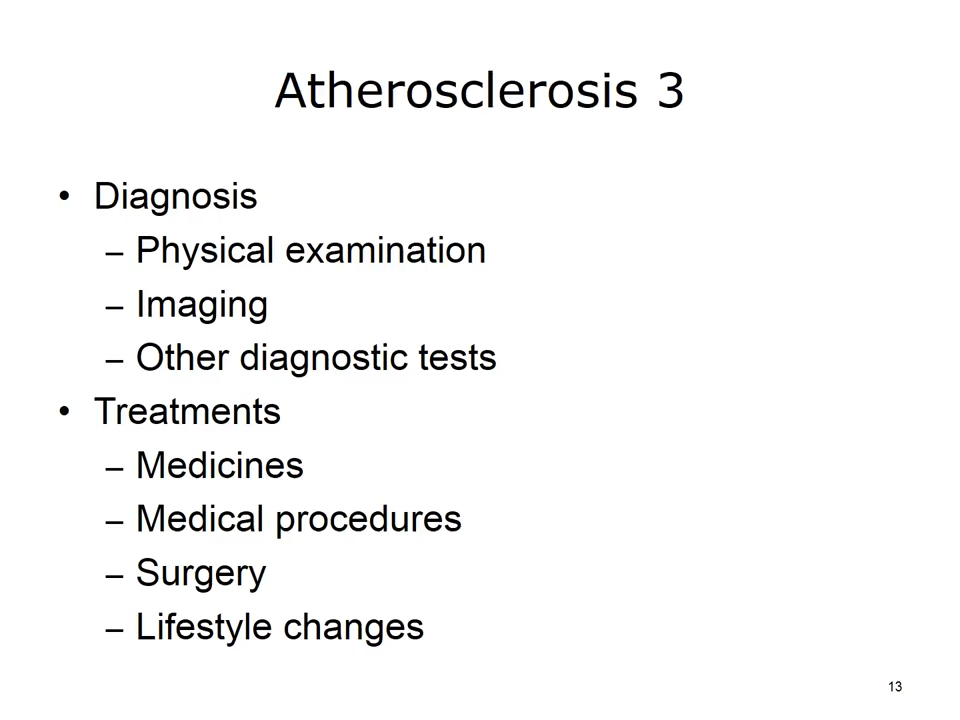 Atherosclerosis 3
• Diagnosis
– Physical examination
– Imaging
– Other diagnostic tests
• Treatments
– Medicines
– Medical procedures
– Surgery
– Lifestyle changes
13